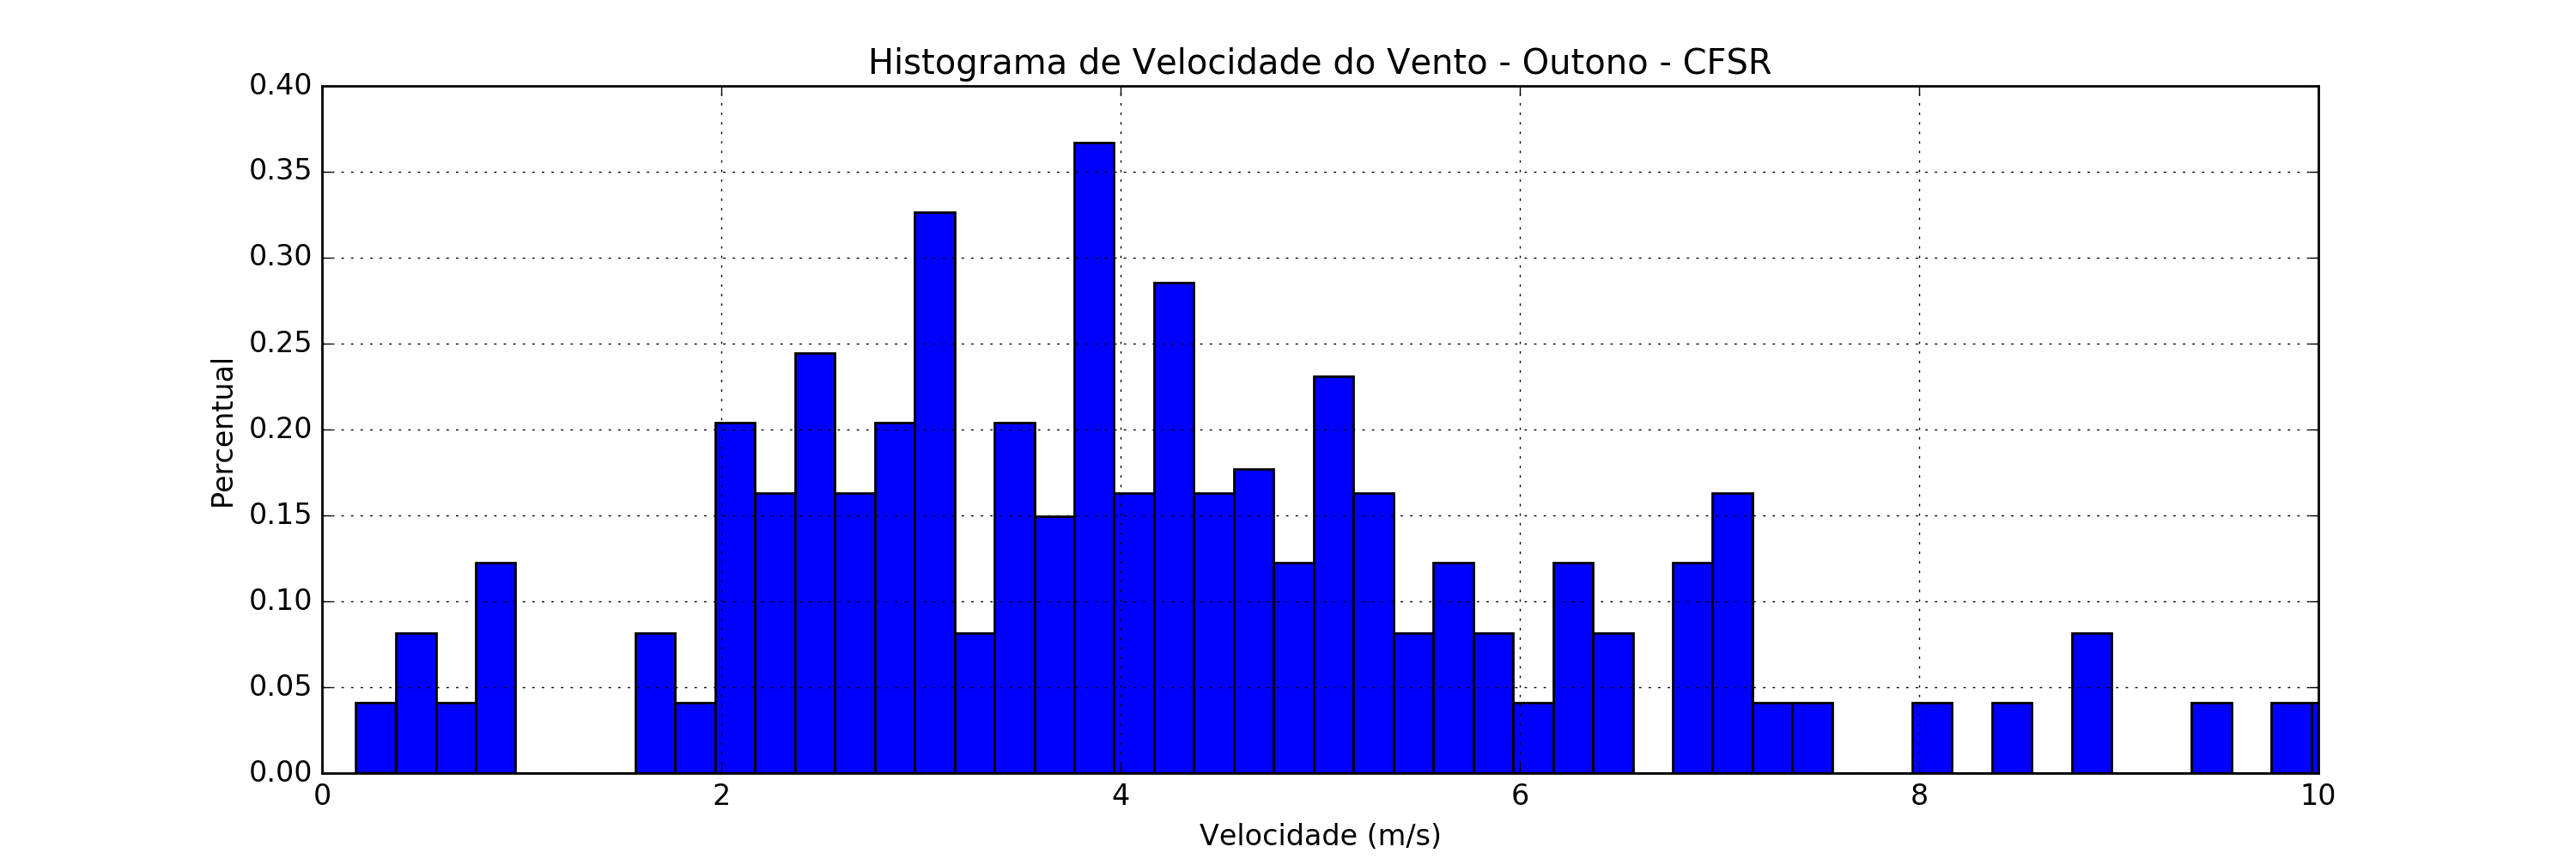 Histograma de Velocidade do Vento - Outono - CFSR
0.40
0.35
0.30
0.25
0.20
0.15
0.10
0.05
0.00
Percentual
0 2 4 6 8 10
Velocidade (m/s)